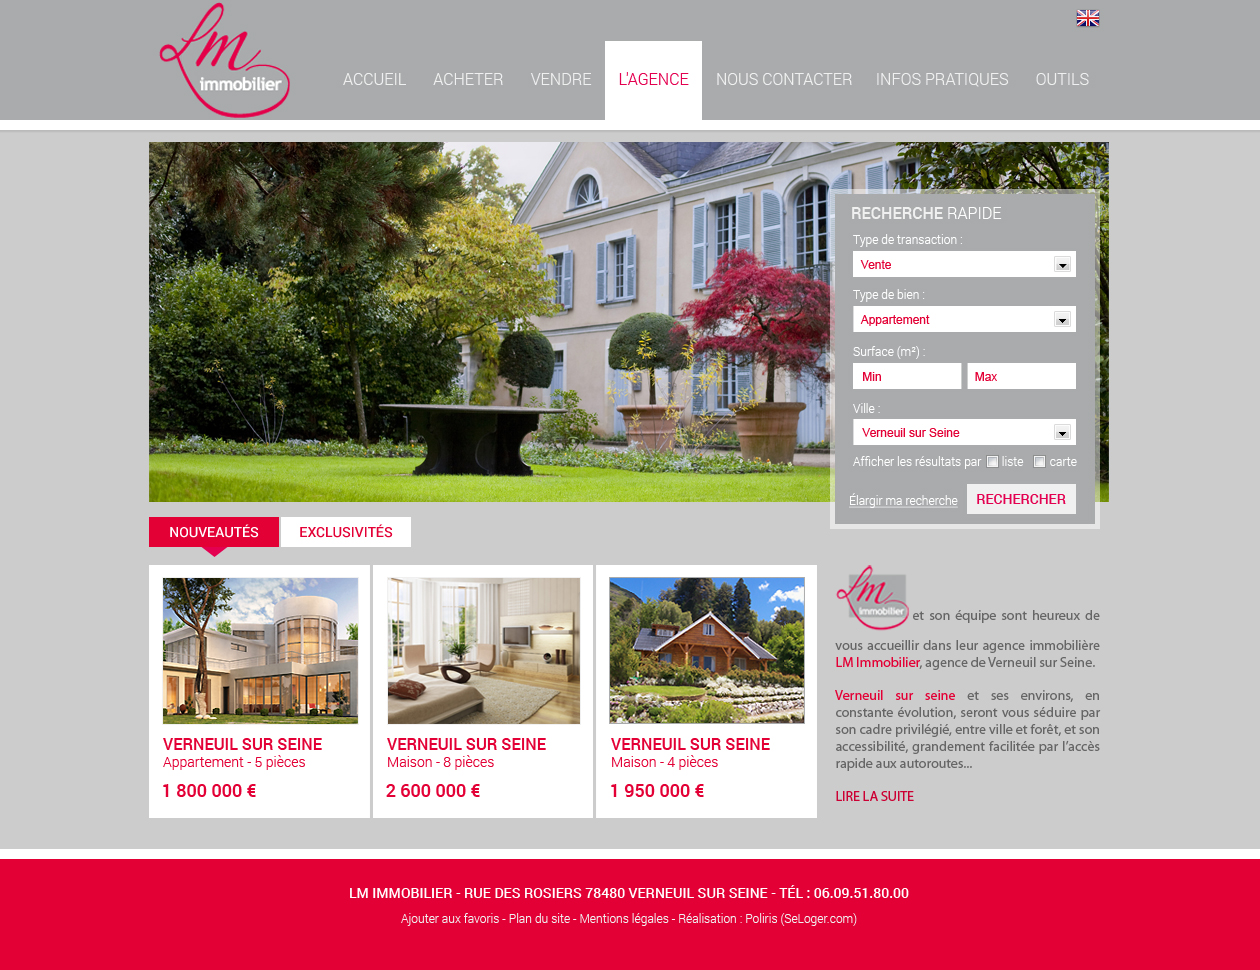 LM
immobilier
ACCUEIL ACHETER VENDRE L'AGENCE NOUS CONTACTER INFOS PRATIQUES OUTILS
RECHERCHE RAPIDE
Type de transaction :
Vente
Type de bien :
Appartement
Surface (m²) :
Min Max
Ville :
Verneuil sur Seine
Afficher les résultats par liste carte
Élargir ma recherche RECHERCHER
NOUVEAUTÉS EXCLUSIVITÉS
VERNEUIL SUR SEINE
Appartement - 5 pièces
1 800 000 €
VERNEUIL SUR SEINE
Maison - 8 pièces
2 600 000 €
VERNEUIL SUR SEINE
Maison - 4 pièces
1 950 000 €
LM
immobilier et son équipe sont heureux de
vous accueillir dans leur agence immobilière
LM Immobilier, agence de Verneuil sur Seine.
Verneuil sur seine et ses environs, en
constante évolution, seront vous séduire par
son cadre privilégié, entre ville et forêt, et son
accessibilité, grandement facilitée par l'accès
rapide aux autoroutes...
LIRE LA SUITE
LM IMMOBILIER - RUE DES ROSIERS 78480 VERNEUIL SUR SEINE - TÉL : 06.09.51.80.00
Ajouter aux favoris - Plan du site - Mentions légales - Réalisation : Poliris (SeLoger.com)